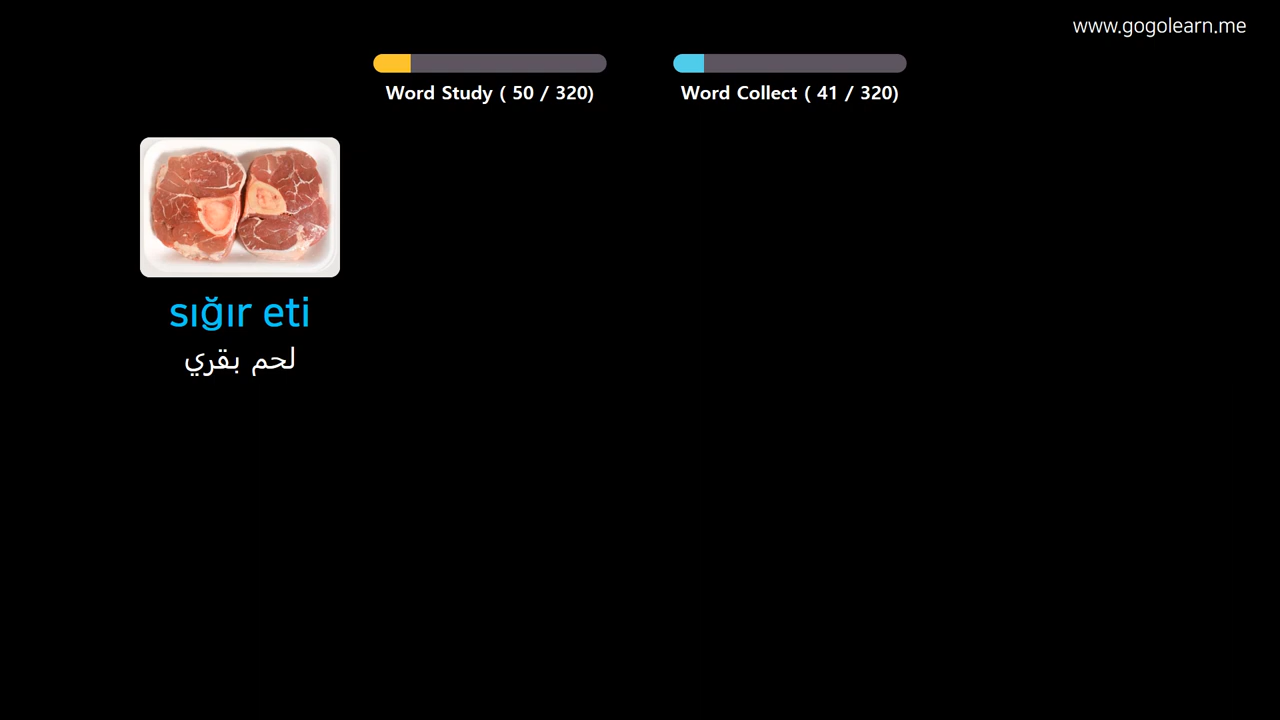 www.gogolearn.me
Word Study ( 50 / 320)
Word Collect ( 41 / 320)
sığır eti
لحم بقري